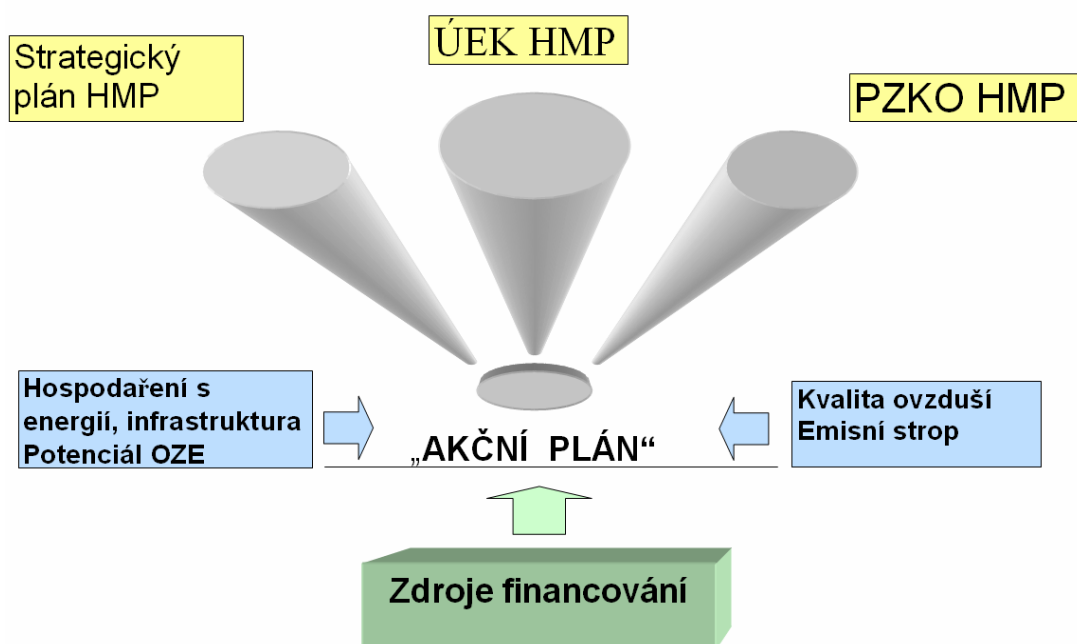 Strategický
plán HMP
ÚEK HMP
PZKO HMP
Hospodaření s
energií, infrastruktura
Potenciál OZE
Kvalita ovzduší
Emisní strop
„AKČNÍ PLÁN“
Zdroje financování